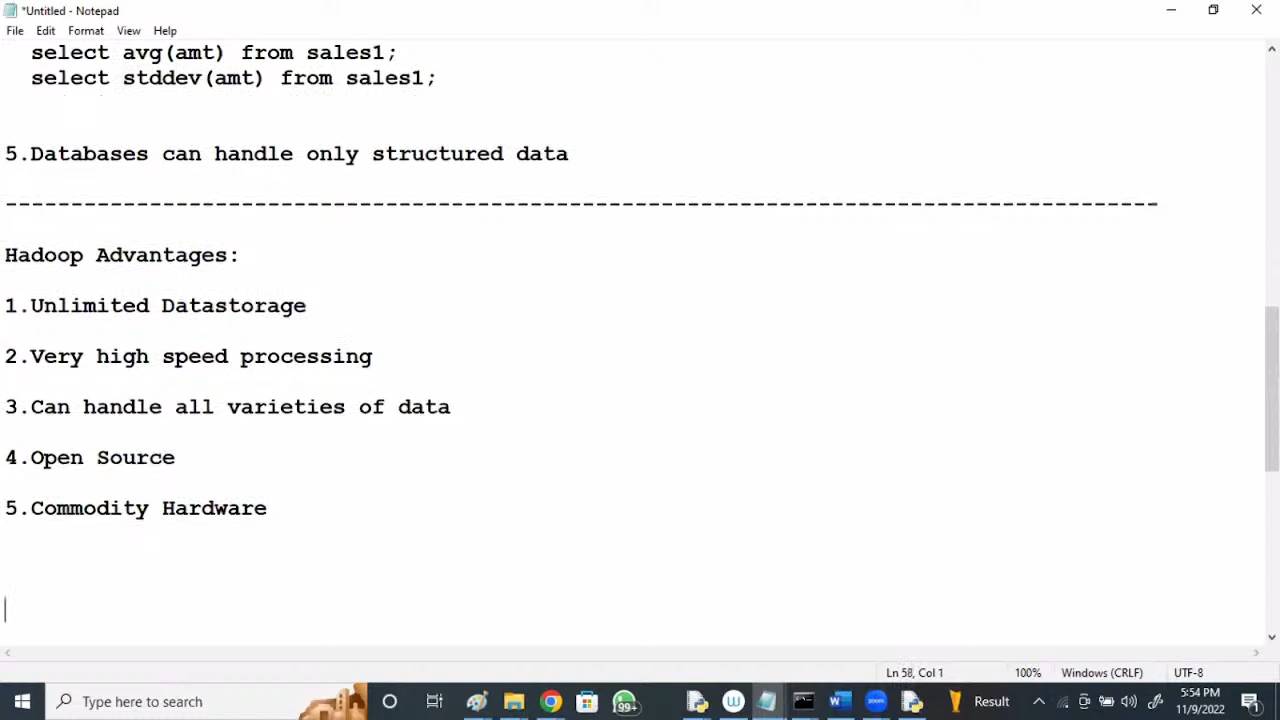 *Untitled - Notepad
File Edit Format View Help
select avg(amt) from sales1;
select stddev(amt) from sales1;
5.Databases can handle only structured data
----------------------------------------------------------------------------------------
Hadoop Advantages:
1.Unlimited Datastorage
2.Very high speed processing
3.Can handle all varieties of data
4.Open Source
5.Commodity Hardware
Ln 58, Col 1 100% Windows (CRLF) UTF-8
Type here to search 99+ Result 5:54 PM
11/9/2022 1